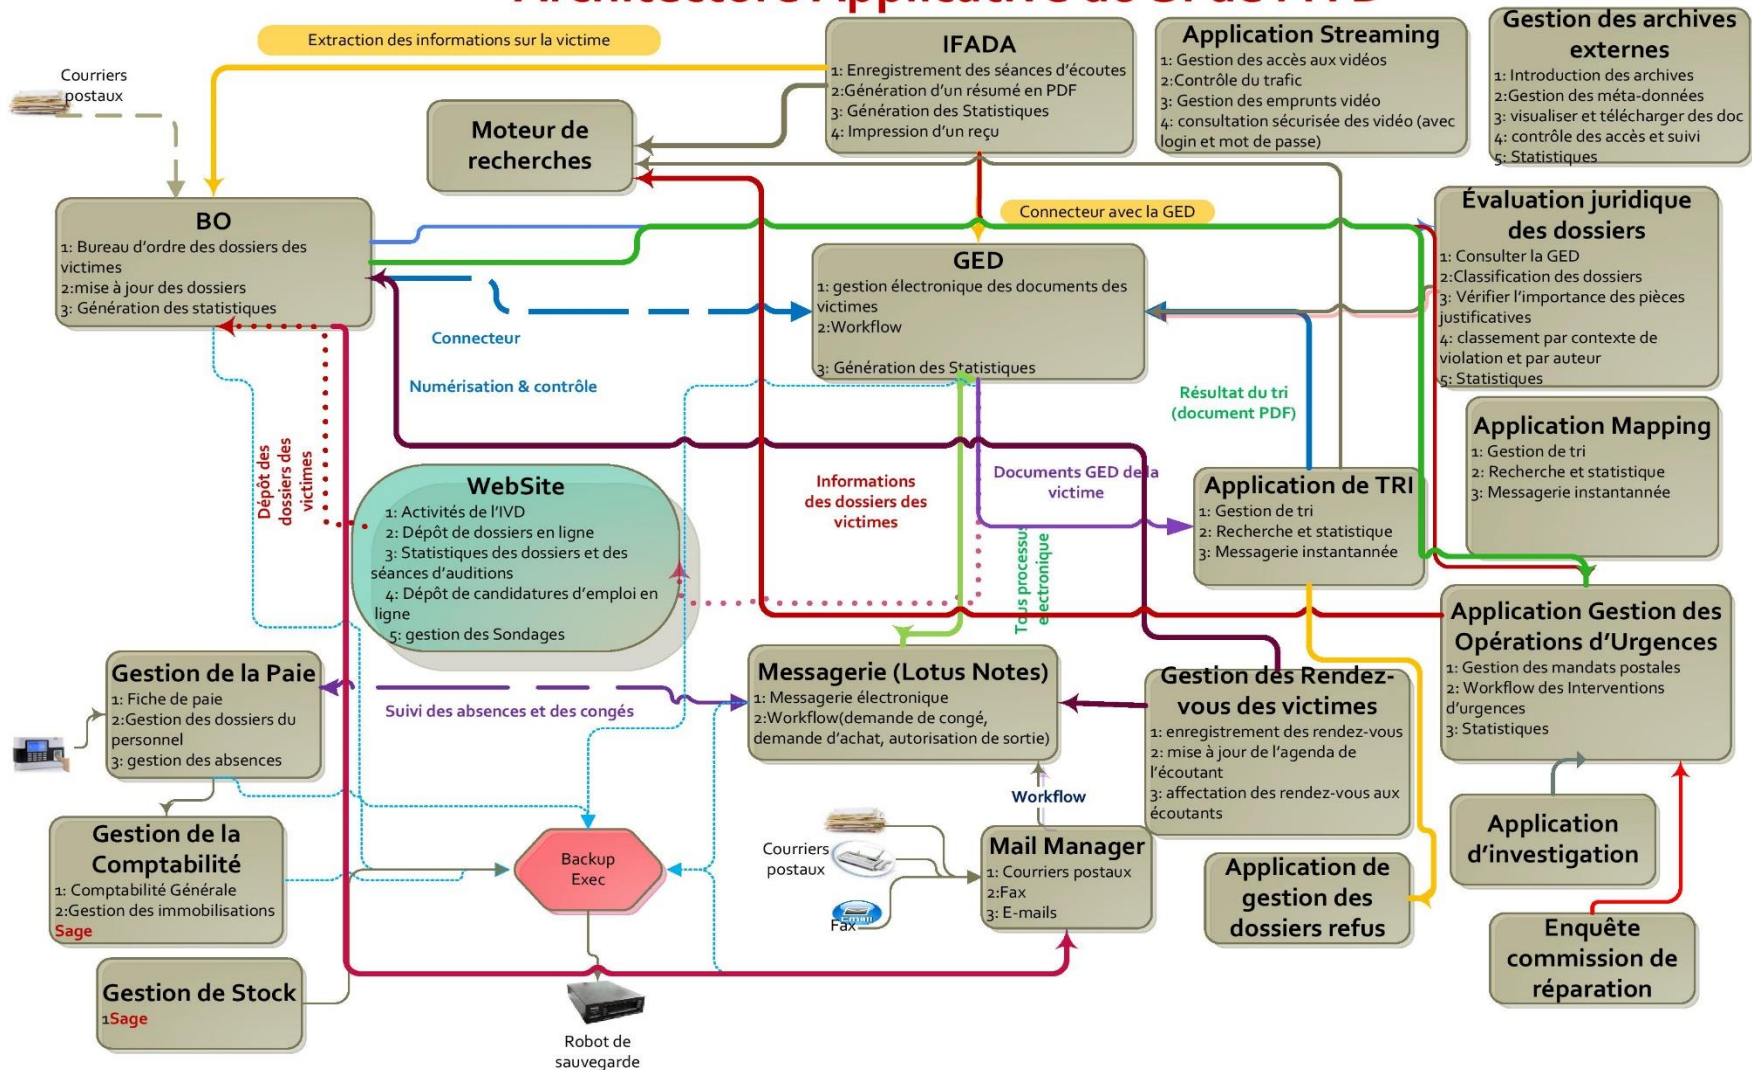 Architecture Applicative du SI de l'IVD
Extraction des informations sur la victime
Courriers
postaux
IFADA
1: Enregistrement des séances d'écoutes
2:Génération d'un résumé en PDF
3: Génération des Statistiques
4: Impression d'un reçu
Application Streaming
1: Gestion des accès aux vidéos
2:Contrôle du trafic
3: Gestion des emprunts vidéo
4: consultation sécurisée des vidéo (avec
login et mot de passe)
Gestion des archives
externes
1: Introduction des archives
2:Gestion des méta-données
3: visualiser et télécharger des doc
4: contrôle des accès et suivi
5: Statistiques
Moteur de
recherches
BO
1: Bureau d'ordre des dossiers des
victimes
2:mise à jour des dossiers
3: Génération des statistiques
Connecteur avec la GED
GED
1: gestion électronique des documents des
victimes
2:Workflow
3: Génération des Statistiques
Évaluation juridique
des dossiers
1: Consulter la GED
2:Classification des dossiers
3: Vérifier l'importance des pièces
justificatives
4: classement par contexte de
violation et par auteur
5: Statistiques
Connecteur
Numérisation & contrôle
Résultat du tri
(document PDF)
Application Mapping
1: Gestion de tri
2: Recherche et statistique
3: Messagerie instantannée
Dépôt des
dossiers des
victimes
WebSite
1: Activités de l'IVD
2: Dépôt de dossiers en ligne
3: Statistiques des dossiers et des
séances d'auditions
4: Dépôt de candidatures d'emploi en
ligne
5: gestion des Sondages
Informations
des dossiers des
victimes
Documents GED de la
victime
Tous processus
électronique
Application de TRI
1: Gestion de tri
2: Recherche et statistique
3: Messagerie instantannée
Application Gestion des
Opérations d'Urgences
1: Gestion des mandats postales
2: Workflow des Interventions
d'urgences
3: Statistiques
Gestion de la Paie
1: Fiche de paie
2:Gestion des dossiers du
personnel
3: gestion des absences
Suivi des absences et des congés
Messagerie (Lotus Notes)
1: Messagerie électronique
2:Workflow(demande de congé,
demande d'achat, autorisation de sortie)
Gestion des Rendez-
vous des victimes
1: enregistrement des rendez-vous
2: mise à jour de l'agenda de
l'écoutant
3: affectation des rendez-vous aux
écoutants
Workflow
Gestion de la
Comptabilité
1: Comptabilité Générale
2:Gestion des immobilisations
Sage
Backup
Exec
Courriers
postaux
Email
Fax
Mail Manager
1: Courriers postaux
2:Fax
3: E-mails
Application de
gestion des
dossiers refus
Application
d'investigation
Enquête
commission de
réparation
Gestion de Stock
1Sage
Robot de
sauvegarde